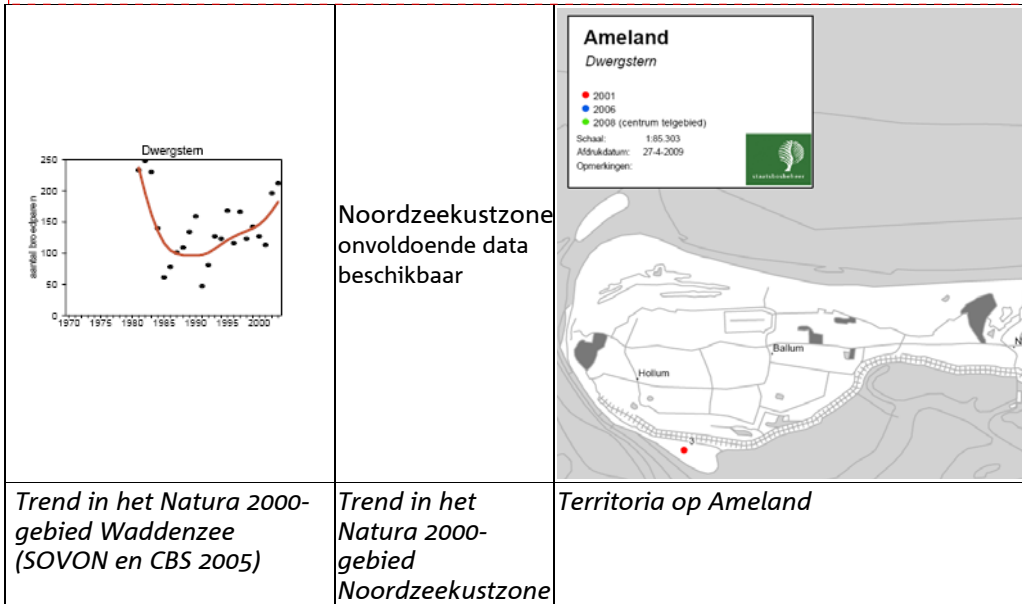 Dwergstern
250
200
150
100
50
0
aantal broedparen
1970 1975 1980 1985 1990 1995 2000
Noordzeekustzone
onvoldoende data
beschikbaar
Ameland
Dwergstern
2001
2006
2008 (centrum telgebied)
Schaal: 1:85.303
Afdrukdatum: 27-4-2009
Opmerkingen:
staatsbosbeheer
Ballum
N
Hollum
3
Trend in het Natura 2000-
gebied Waddenzee
(SOVON en CBS 2005)
Trend in het
Natura 2000-
gebied
Noordzeekustzone
Territoria op Ameland